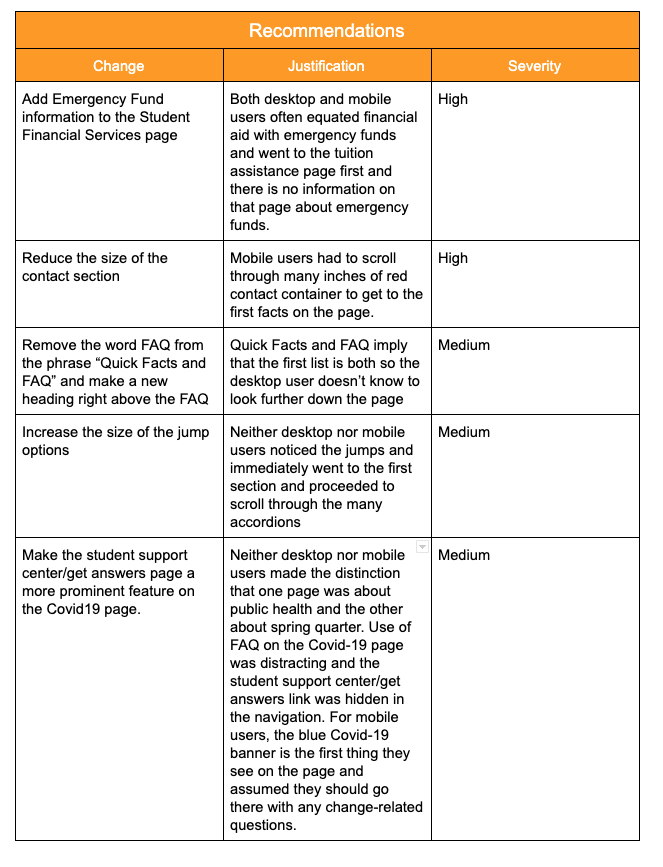 Recommendations
Change
Justification
Severity
Add Emergency Fund
information to the Student
Financial Services page
Both desktop and mobile
users often equated financial
aid with emergency funds
and went to the tuition
assistance page first and
there is no information on
that page about emergency
funds.
High
Reduce the size of the
contact section
Mobile users had to scroll
through many inches of red
contact container to get to the
first facts on the page.
High
Remove the word FAQ from
the phrase “Quick Facts and
FAQ” and make a new
heading right above the FAQ
Quick Facts and FAQ imply
that the first list is both so the
desktop user doesn’t know to
look further down the page
Medium
Increase the size of the jump
options
Neither desktop nor mobile
users noticed the jumps and
immediately went to the first
section and proceeded to
scroll through the many
accordions
Medium
Make the student support
center/get answers page a
more prominent feature on
the Covid19 page.
Neither desktop nor mobile
users made the distinction
that one page was about
public health and the other
about spring quarter. Use of
FAQ on the Covid-19 page
was distracting and the
student support center/get
answers link was hidden in
the navigation. For mobile
users, the blue Covid-19
banner is the first thing they
see on the page and
assumed they should go
there with any change-related
questions.
Medium